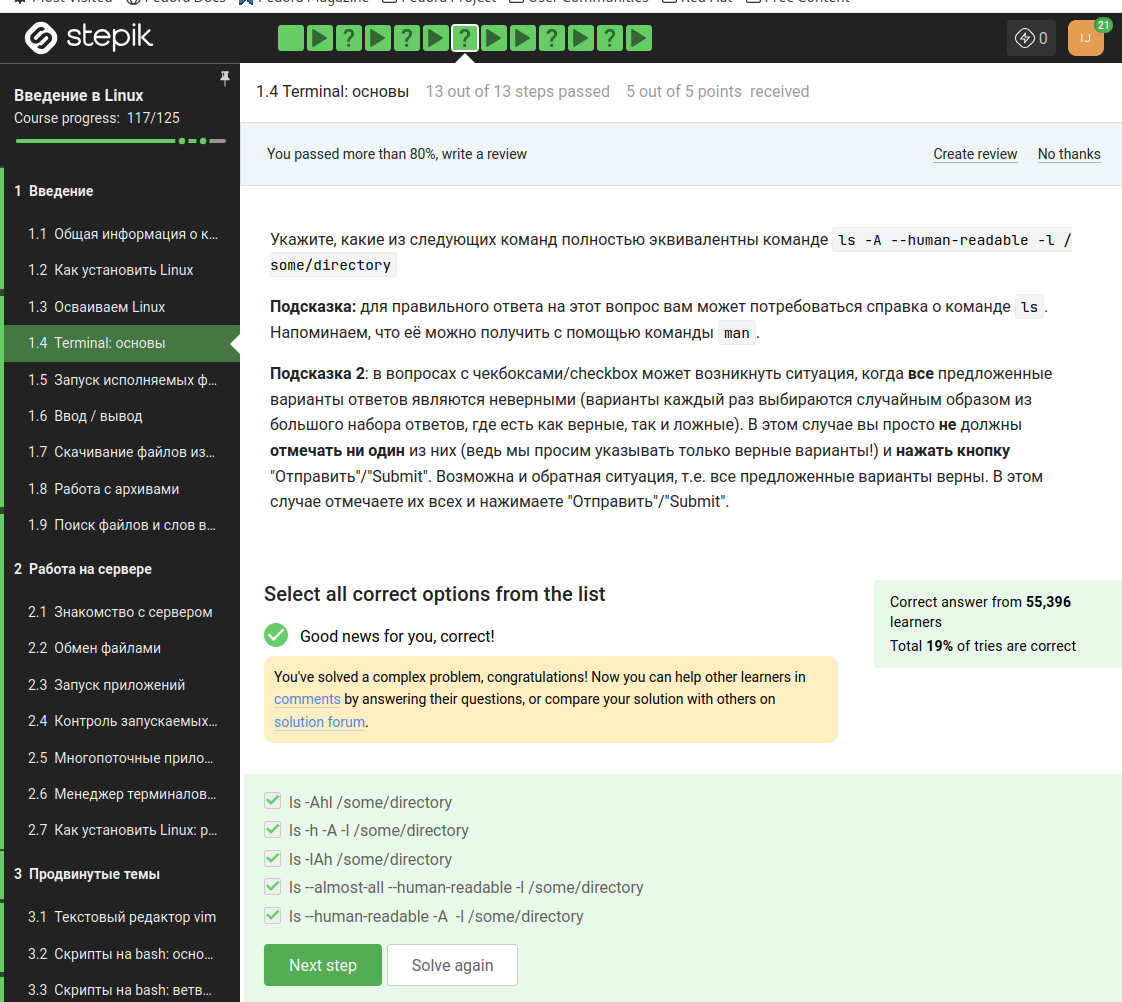 Most Visited Fedora Docs Fedora Magazine Fedora Project User Communities Red Hat Free Content
stepik
? ? ? ? ?
0
IJ
21
Введение в Linux
Course progress: 117/125
1 Введение
1.1 Общая информация о к...
1.2 Как установить Linux
1.3 Осваиваем Linux
1.4 Terminal: основы
1.5 Запуск исполняемых ф...
1.6 Ввод / вывод
1.7 Скачивание файлов из...
1.8 Работа с архивами
1.9 Поиск файлов и слов в...
2 Работа на сервере
2.1 Знакомство с сервером
2.2 Обмен файлами
2.3 Запуск приложений
2.4 Контроль запускаемых...
2.5 Многопоточные прило...
2.6 Менеджер терминалов...
2.7 Как установить Linux: р...
3 Продвинутые темы
3.1 Текстовый редактор vim
3.2 Скрипты на bash: осно...
3.3 Скрипты на bash: ветв...
1.4 Terminal: основы 13 out of 13 steps passed 5 out of 5 points received
You passed more than 80%, write a review Create review No thanks
Укажите, какие из следующих команд полностью эквивалентны команде ls -A --human-readable -l /
some/directory
Подсказка: для правильного ответа на этот вопрос вам может потребоваться справка о команде ls.
Напоминаем, что её можно получить с помощью команды man.
Подсказка 2: в вопросах с чекбоксами/checkbox может возникнуть ситуация, когда все предложенные
варианты ответов являются неверными (варианты каждый раз выбираются случайным образом из
большого набора ответов, где есть как верные, так и ложные). В этом случае вы просто не должны
отмечать ни один из них (ведь мы просим указывать только верные варианты!) и нажать кнопку
"Отправить"/"Submit". Возможна и обратная ситуация, т.е. все предложенные варианты верны. В этом
случае отмечаете их всех и нажимаете "Отправить"/"Submit".
Select all correct options from the list
Good news for you, correct!
You've solved a complex problem, congratulations! Now you can help other learners in
comments by answering their questions, or compare your solution with others on
solution forum.
Correct answer from 55,396
learners
Total 19% of tries are correct
ls -Ahl /some/directory
ls -h -A -l /some/directory
ls -lAh /some/directory
ls --almost-all --human-readable -l /some/directory
ls --human-readable -A -l /some/directory
Next step Solve again